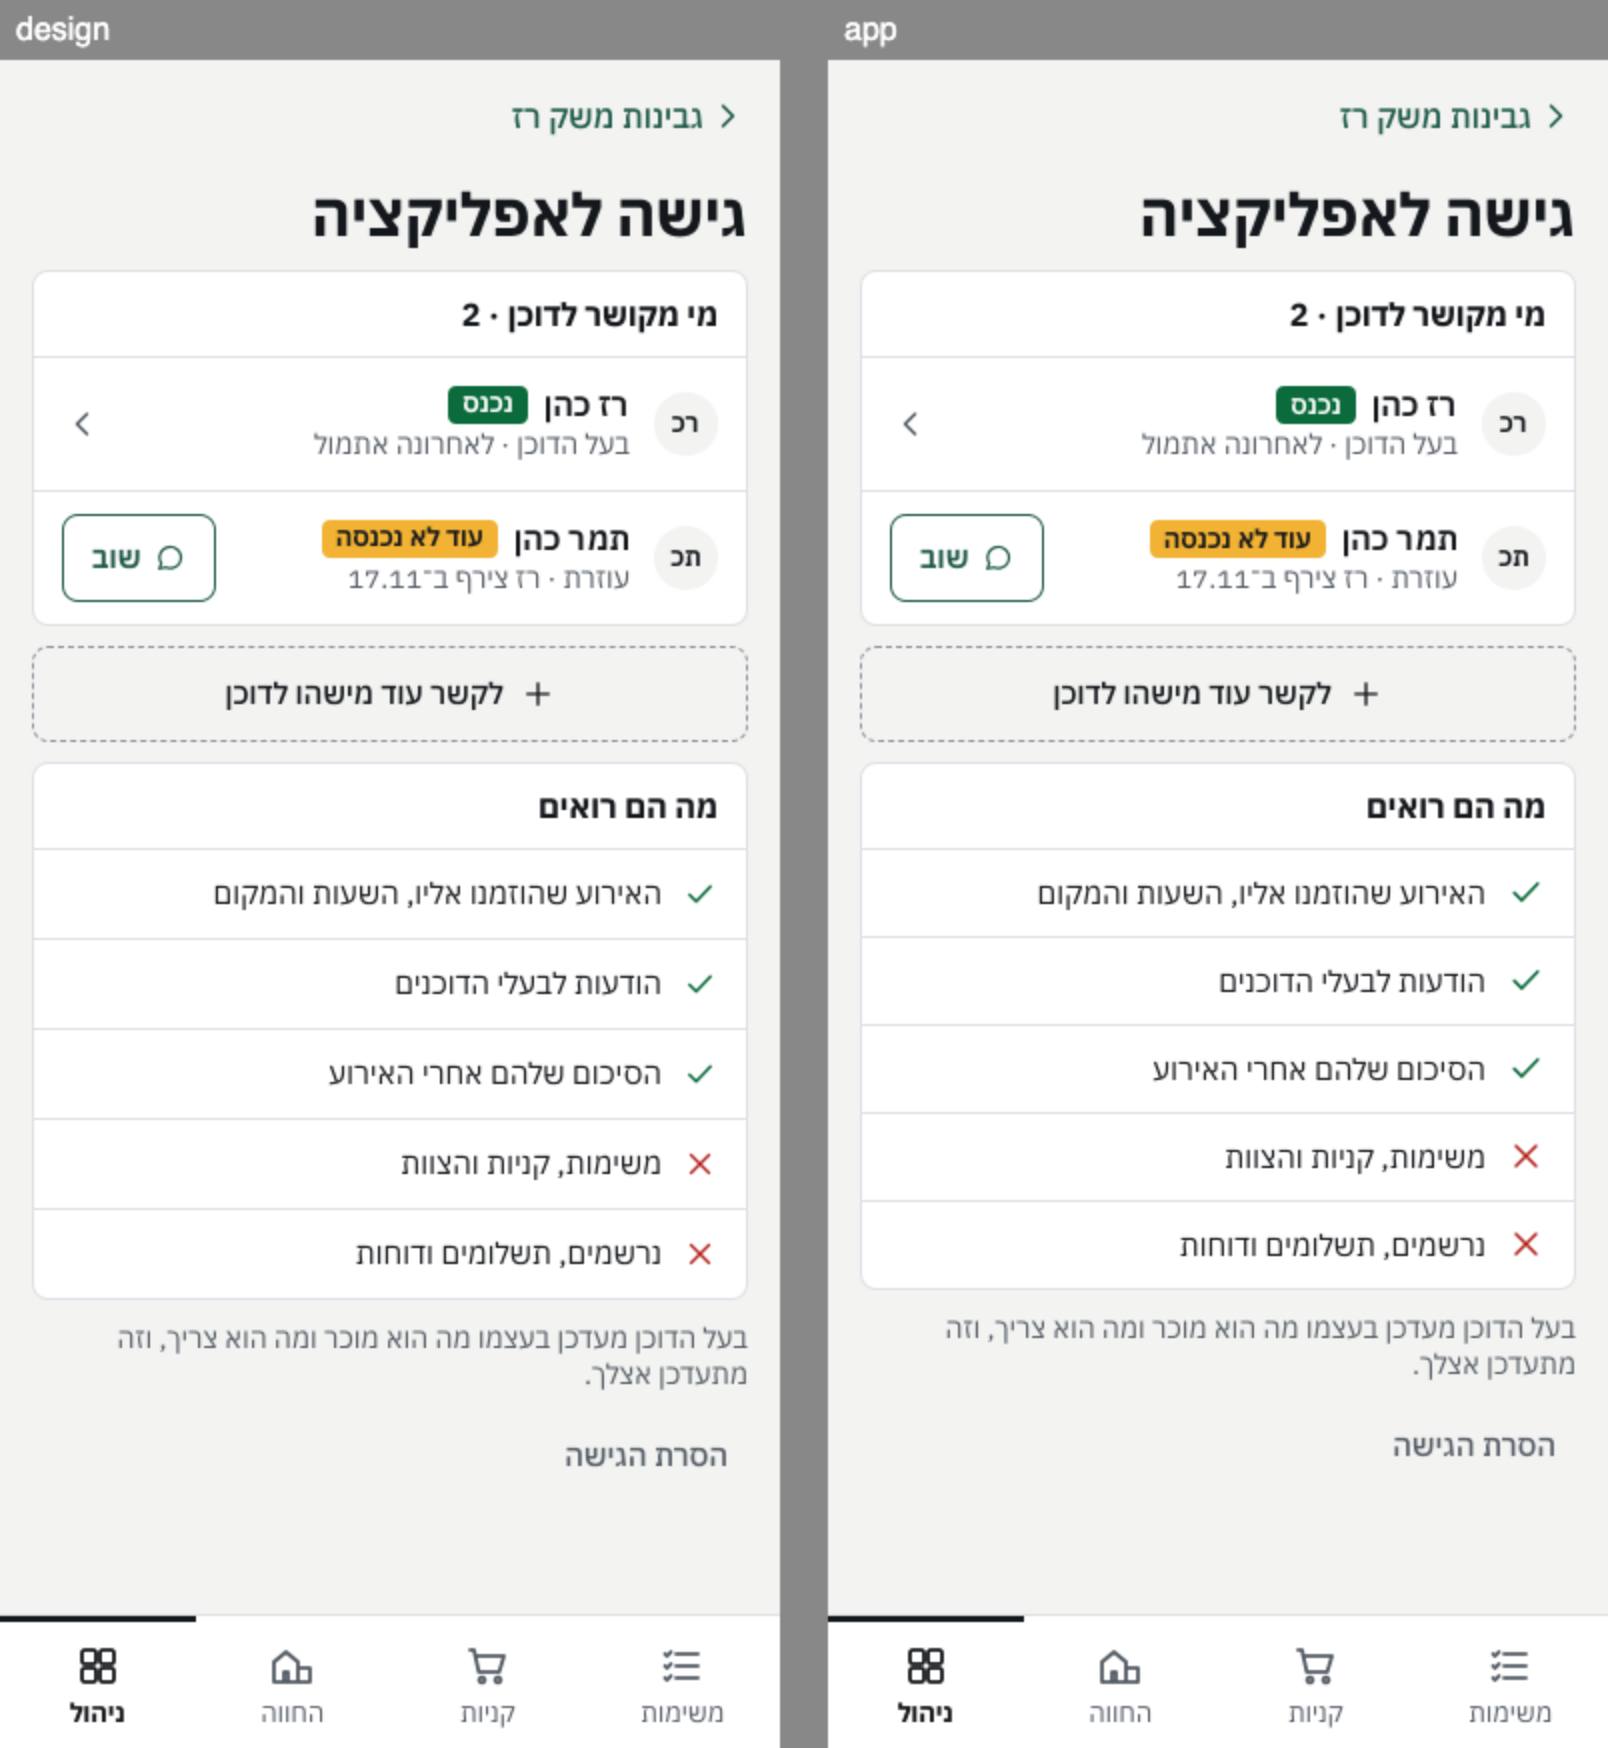 design
גבינות משק רז
גישה לאפליקציה
מי מקושר לדוכן · 2
רכ
רז כהן נכנס
בעל הדוכן · לאחרונה אתמול
תכ
תמר כהן עוד לא נכנסה
עוזרת · רז צירף ב־17.11
שוב
לקשר עוד מישהו לדוכן
מה הם רואים
האירוע שהוזמנו אליו, השעות והמקום
הודעות לבעלי הדוכנים
הסיכום שלהם אחרי האירוע
משימות, קניות והצוות
נרשמים, תשלומים ודוחות
בעל הדוכן מעדכן בעצמו מה הוא מוכר ומה הוא צריך, וזה
מתעדכן אצלך.
הסרת הגישה
משימות
קניות
החווה
ניהול
app
גבינות משק רז
גישה לאפליקציה
מי מקושר לדוכן · 2
רכ
רז כהן נכנס
בעל הדוכן · לאחרונה אתמול
תכ
תמר כהן עוד לא נכנסה
עוזרת · רז צירף ב־17.11
שוב
לקשר עוד מישהו לדוכן
מה הם רואים
האירוע שהוזמנו אליו, השעות והמקום
הודעות לבעלי הדוכנים
הסיכום שלהם אחרי האירוע
משימות, קניות והצוות
נרשמים, תשלומים ודוחות
בעל הדוכן מעדכן בעצמו מה הוא מוכר ומה הוא צריך, וזה
מתעדכן אצלך.
הסרת הגישה
משימות
קניות
החווה
ניהול